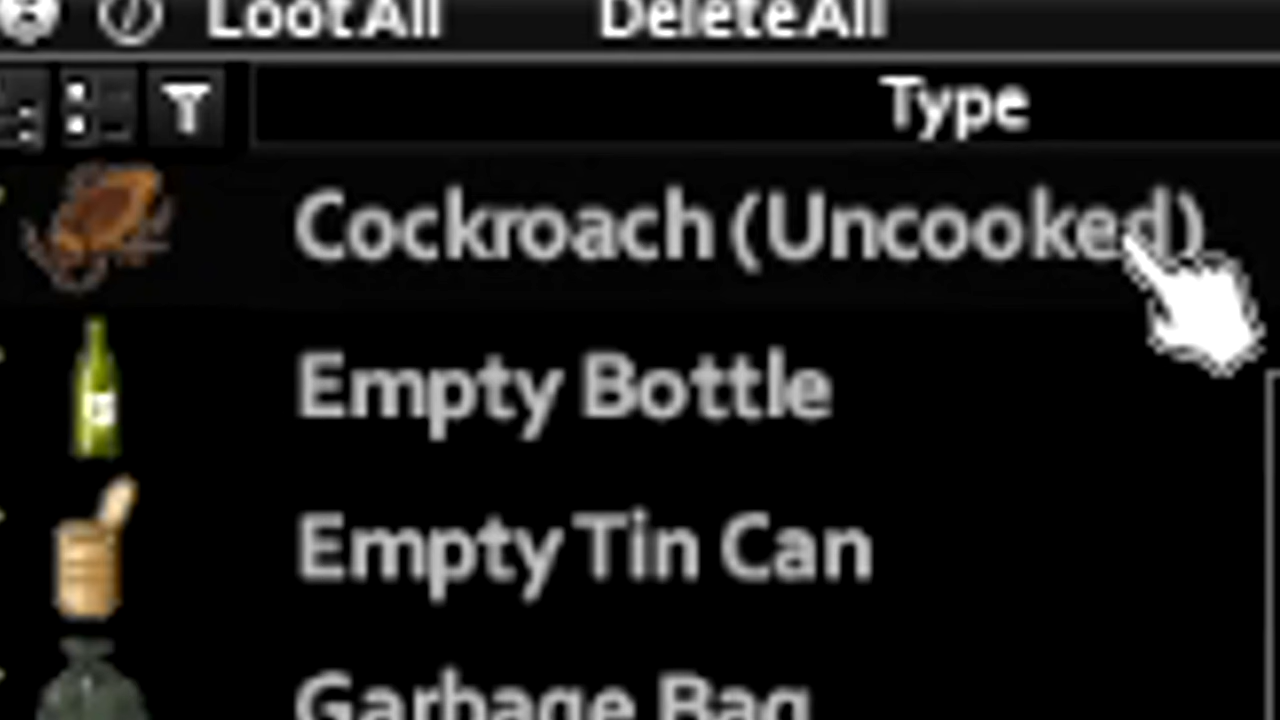 Loot All Delete All
Type
Cockroach (Uncooked)
Empty Bottle
Empty Tin Can
Garbage Bag